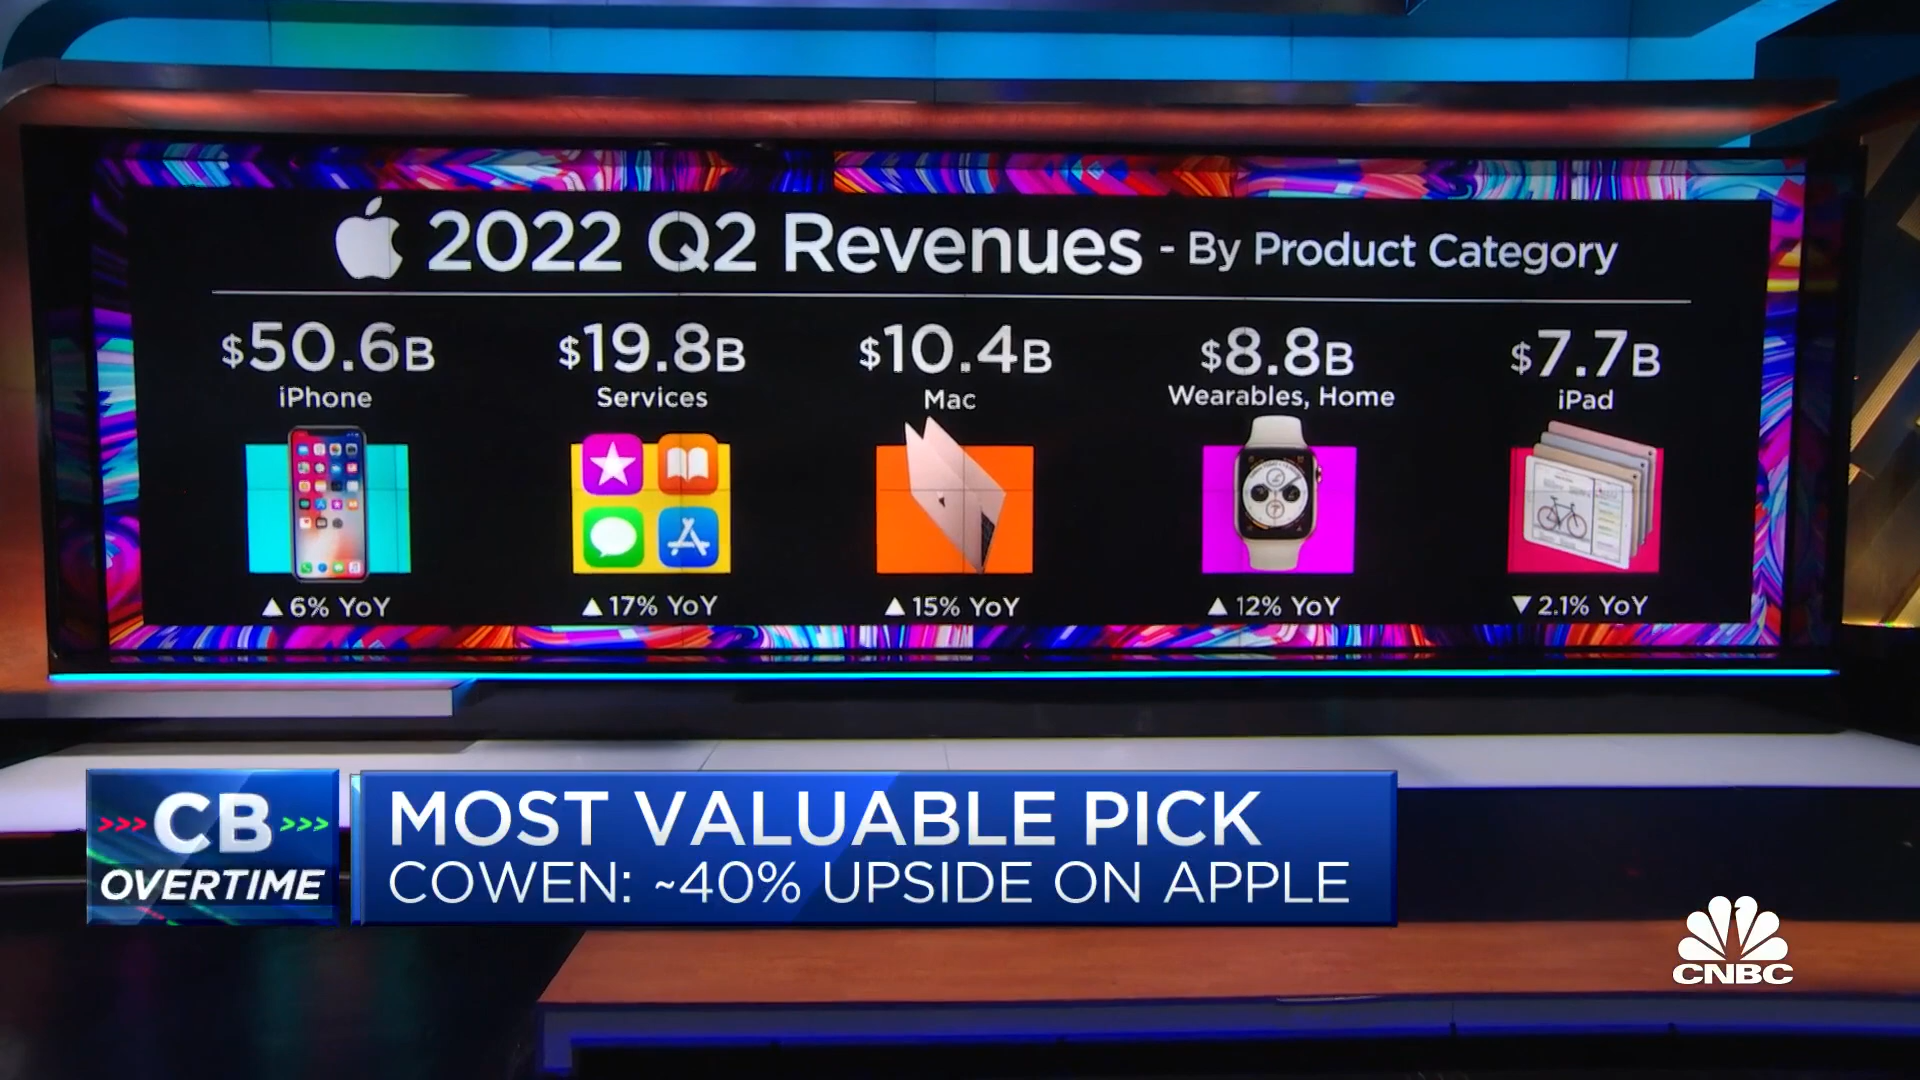 2022 Q2 Revenues - By Product Category
$50.6B
iPhone
▲ 6% YoY
$19.8B
Services
▲ 17% YoY
$10.4B
Mac
▲ 15% YoY
$8.8B
Wearables, Home
▲ 12% YoY
$7.7B
iPad
▼ 2.1% YoY
>>> CB >>>
OVERTIME
MOST VALUABLE PICK
COWEN: ~40% UPSIDE ON APPLE
CNBC